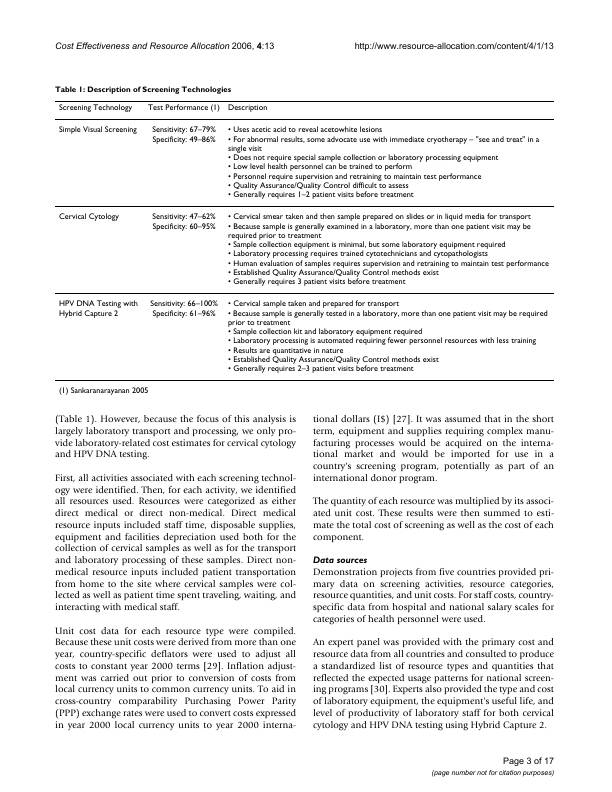 Cost Effectiveness and Resource Allocation 2006, 4:13
http://www.resource-allocation.com/content/4/1/13
Table 1: Description of Screening Technologies
Screening Technology Test Performance (1) Description
Simple Visual Screening Sensitivity: 67–79% • Uses acetic acid to reveal acetowhite lesions
Specificity: 49–86% • For abnormal results, some advocate use with immediate cryotherapy – "see and treat" in a
single visit
• Does not require special sample collection or laboratory processing equipment
• Low level health personnel can be trained to perform
• Personnel require supervision and retraining to maintain test performance
• Quality Assurance/Quality Control difficult to assess
• Generally requires 1–2 patient visits before treatment
Cervical Cytology Sensitivity: 47–62% • Cervical smear taken and then sample prepared on slides or in liquid media for transport
Specificity: 60–95% • Because sample is generally examined in a laboratory, more than one patient visit may be
required prior to treatment
• Sample collection equipment is minimal, but some laboratory equipment required
• Laboratory processing requires trained cytotechnicians and cytopathologists
• Human evaluation of samples requires supervision and retraining to maintain test performance
• Established Quality Assurance/Quality Control methods exist
• Generally requires 3 patient visits before treatment
HPV DNA Testing with Sensitivity: 66–100% • Cervical sample taken and prepared for transport
Hybrid Capture 2 Specificity: 61–96% • Because sample is generally tested in a laboratory, more than one patient visit may be required
prior to treatment
• Sample collection kit and laboratory equipment required
• Laboratory processing is automated requiring fewer personnel resources with less training
• Results are quantitative in nature
• Established Quality Assurance/Quality Control methods exist
• Generally requires 2–3 patient visits before treatment
(1) Sankaranarayanan 2005
(Table 1). However, because the focus of this analysis is
largely laboratory transport and processing, we only pro-
vide laboratory-related cost estimates for cervical cytology
and HPV DNA testing.
First, all activities associated with each screening technol-
ogy were identified. Then, for each activity, we identified
all resources used. Resources were categorized as either
direct medical or direct non-medical. Direct medical
resource inputs included staff time, disposable supplies,
equipment and facilities depreciation used both for the
collection of cervical samples as well as for the transport
and laboratory processing of these samples. Direct non-
medical resource inputs included patient transportation
from home to the site where cervical samples were col-
lected as well as patient time spent traveling, waiting, and
interacting with medical staff.
Unit cost data for each resource type were compiled.
Because these unit costs were derived from more than one
year, country-specific deflators were used to adjust all
costs to constant year 2000 terms [29]. Inflation adjust-
ment was carried out prior to conversion of costs from
local currency units to common currency units. To aid in
cross-country comparability Purchasing Power Parity
(PPP) exchange rates were used to convert costs expressed
in year 2000 local currency units to year 2000 interna-
tional dollars (I$) [27]. It was assumed that in the short
term, equipment and supplies requiring complex manu-
facturing processes would be acquired on the interna-
tional market and would be imported for use in a
country's screening program, potentially as part of an
international donor program.
The quantity of each resource was multiplied by its associ-
ated unit cost. These results were then summed to esti-
mate the total cost of screening as well as the cost of each
component.
Data sources
Demonstration projects from five countries provided pri-
mary data on screening activities, resource categories,
resource quantities, and unit costs. For staff costs, country-
specific data from hospital and national salary scales for
categories of health personnel were used.
An expert panel was provided with the primary cost and
resource data from all countries and consulted to produce
a standardized list of resource types and quantities that
reflected the expected usage patterns for national screen-
ing programs [30]. Experts also provided the type and cost
of laboratory equipment, the equipment's useful life, and
level of productivity of laboratory staff for both cervical
cytology and HPV DNA testing using Hybrid Capture 2.
Page 3 of 17
(page number not for citation purposes)